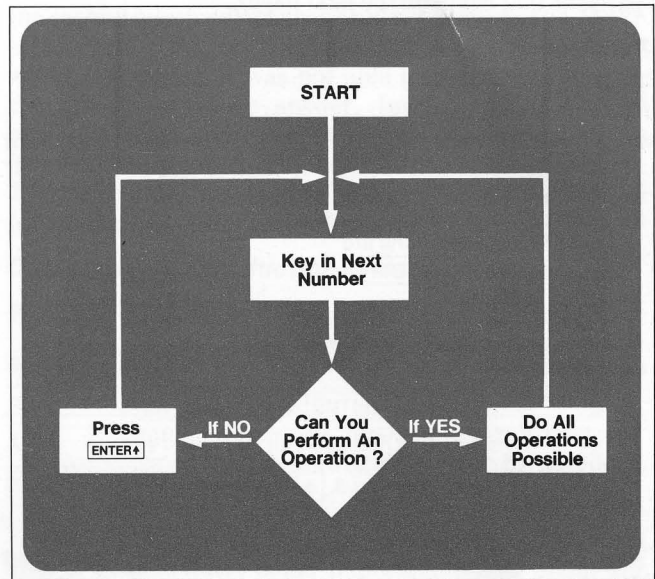 START
Key in Next
Number
Can You
Perform An
Operation ?
If NO
Press
ENTER↑
If YES
Do All
Operations
Possible